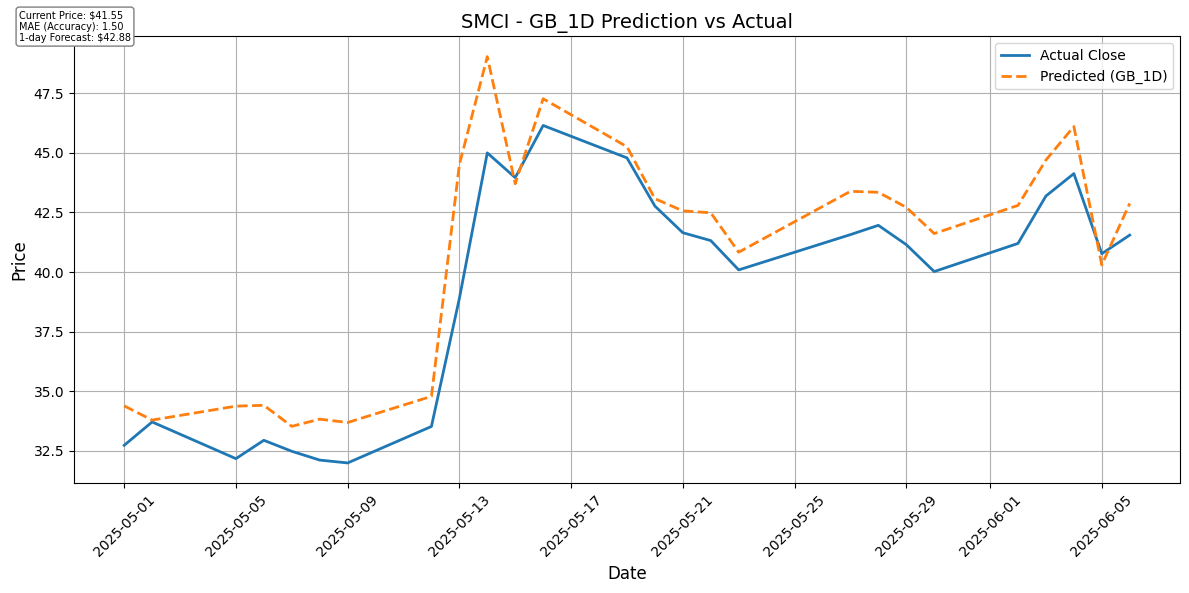 Current Price: $41.55
MAE (Accuracy): 1.50
1-day Forecast: $42.88
SMCI - GB_1D Prediction vs Actual
Actual Close
Predicted (GB_1D)
Price
47.5
45.0
42.5
40.0
37.5
35.0
32.5
2025-05-01
2025-05-05
2025-05-09
2025-05-13
2025-05-17
2025-05-21
2025-05-25
2025-05-29
2025-06-01
2025-06-05
Date